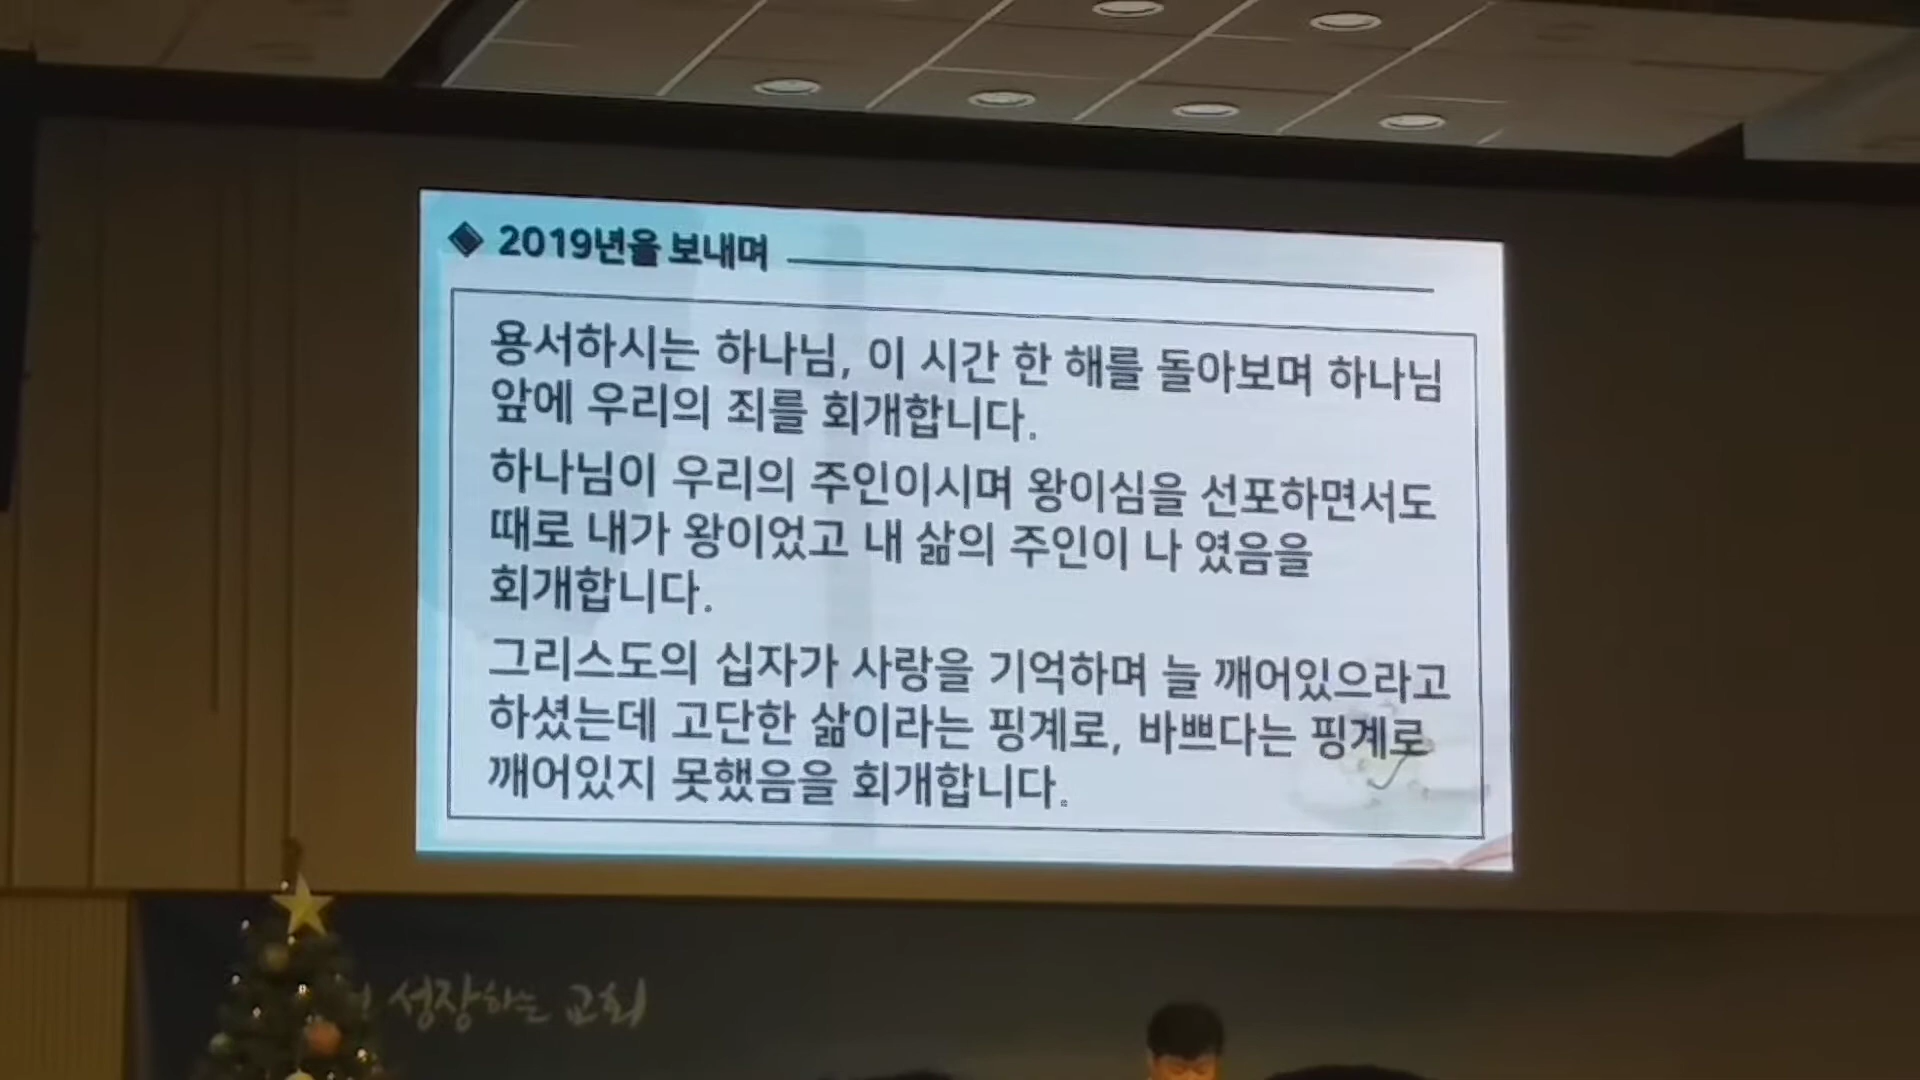 ◆ 2019년을 보내며
용서하시는 하나님, 이 시간 한 해를 돌아보며 하나님
앞에 우리의 죄를 회개합니다.
하나님이 우리의 주인이시며 왕이심을 선포하면서도
때로 내가 왕이었고 내 삶의 주인이 나 였음을
회개합니다.
그리스도의 십자가 사랑을 기억하며 늘 깨어있으라고
하셨는데 고단한 삶이라는 핑계로, 바쁘다는 핑계로
깨어있지 못했음을 회개합니다.
성장하는 교회